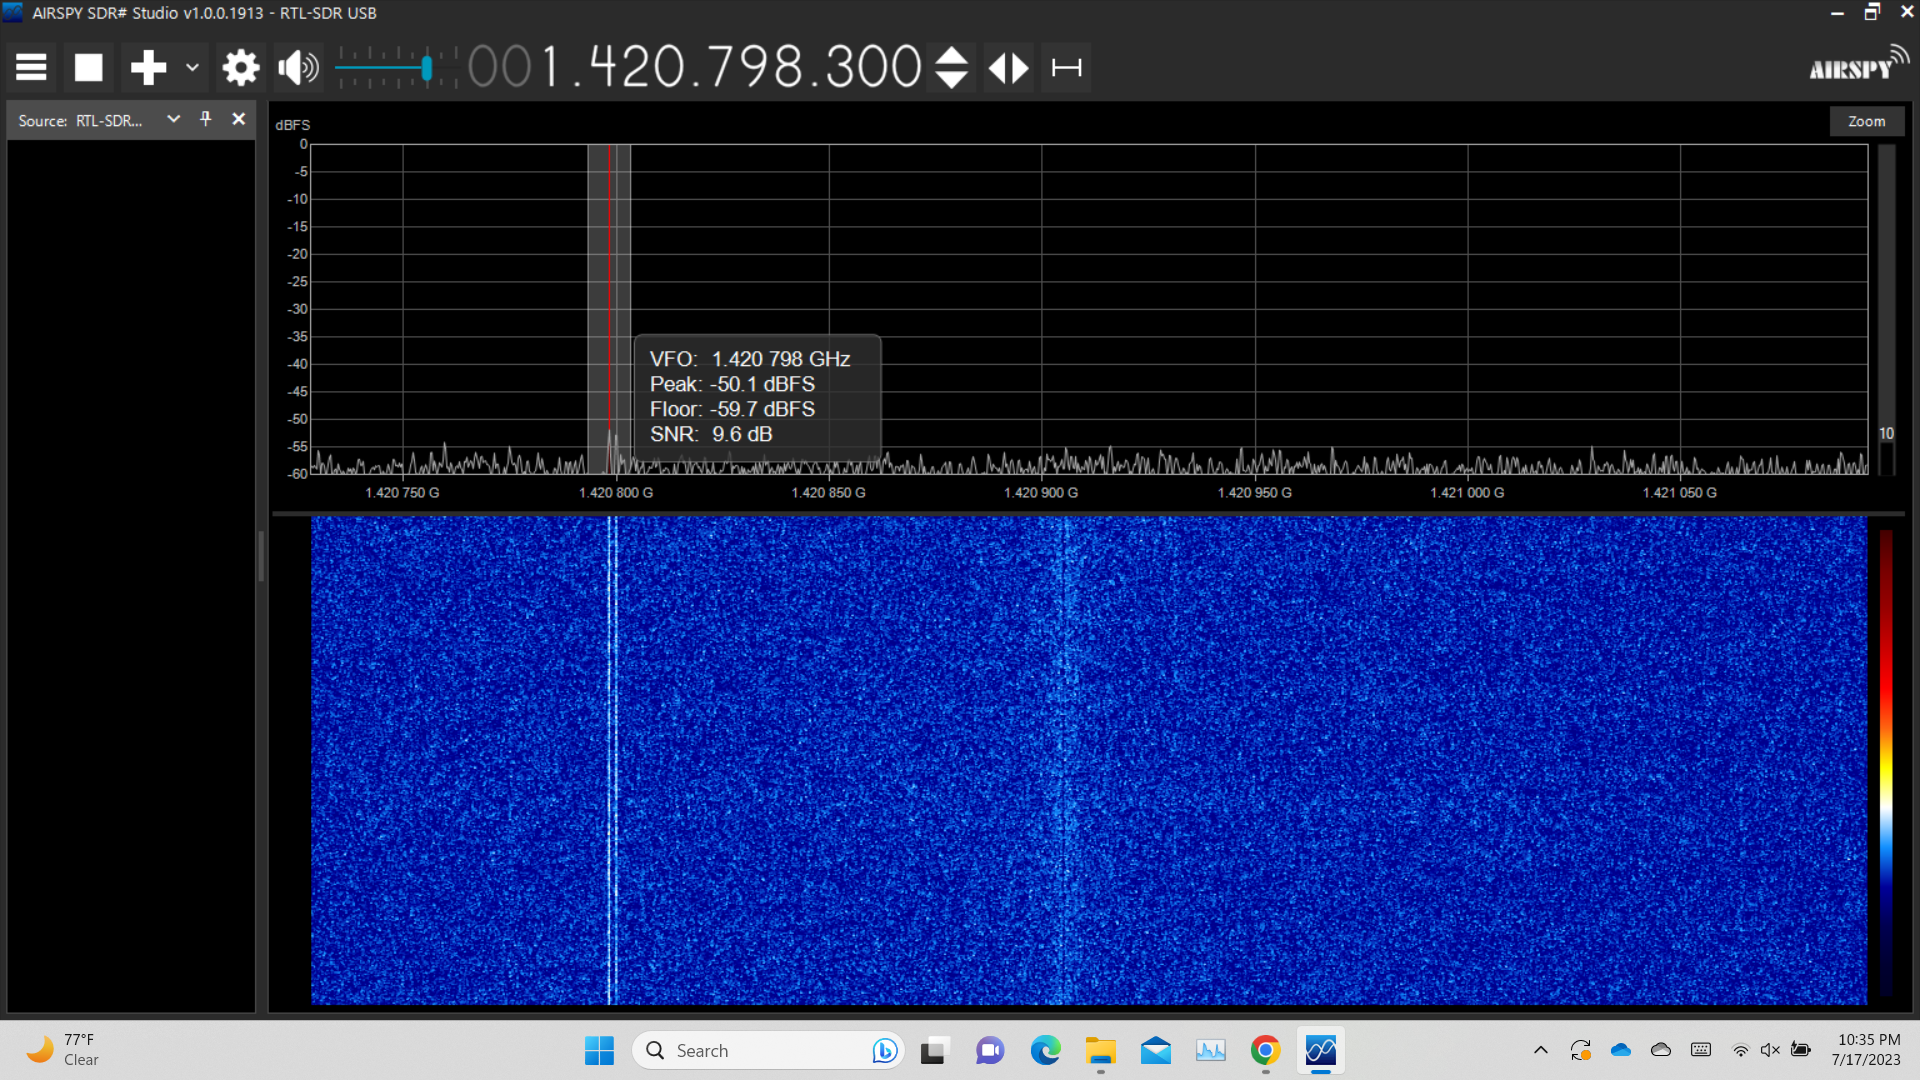 AIRSPY SDR# Studio v1.0.0.1913 - RTL-SDR USB
001.420.798.300
AIRSPY
Source: RTL-SDR...
dBFS
Zoom
0
-5
-10
-15
-20
-25
-30
-35
-40
-45
-50
-55
-60
VFO: 1.420 798 GHz
Peak: -50.1 dBFS
Floor: -59.7 dBFS
SNR: 9.6 dB
10
1.420 750 G 1.420 800 G 1.420 850 G 1.420 900 G 1.420 950 G 1.421 000 G 1.421 050 G
77°F
Clear
Search
10:35 PM
7/17/2023